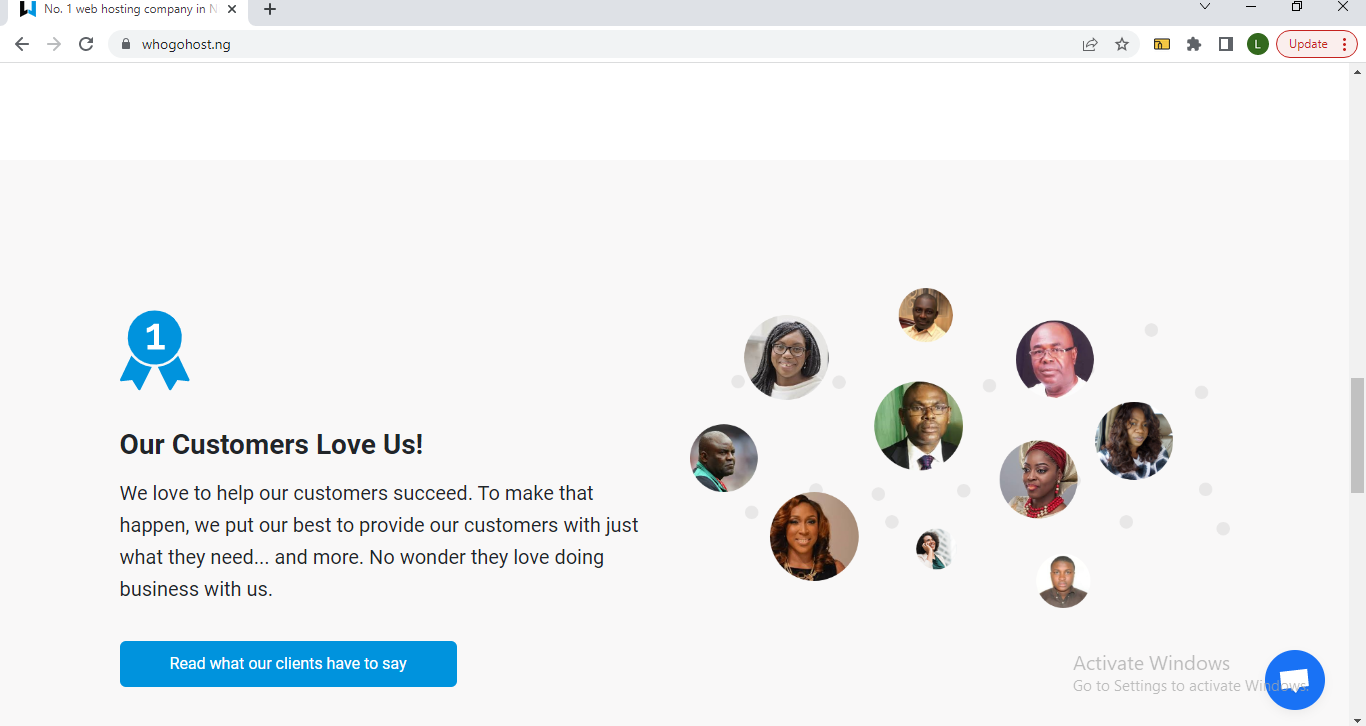 No. 1 web hosting company in N
whogohost.ng
L
Update
1
Our Customers Love Us!
We love to help our customers succeed. To make that
happen, we put our best to provide our customers with just
what they need... and more. No wonder they love doing
business with us.
Read what our clients have to say
Activate Windows
Go to Settings to activate Windows.